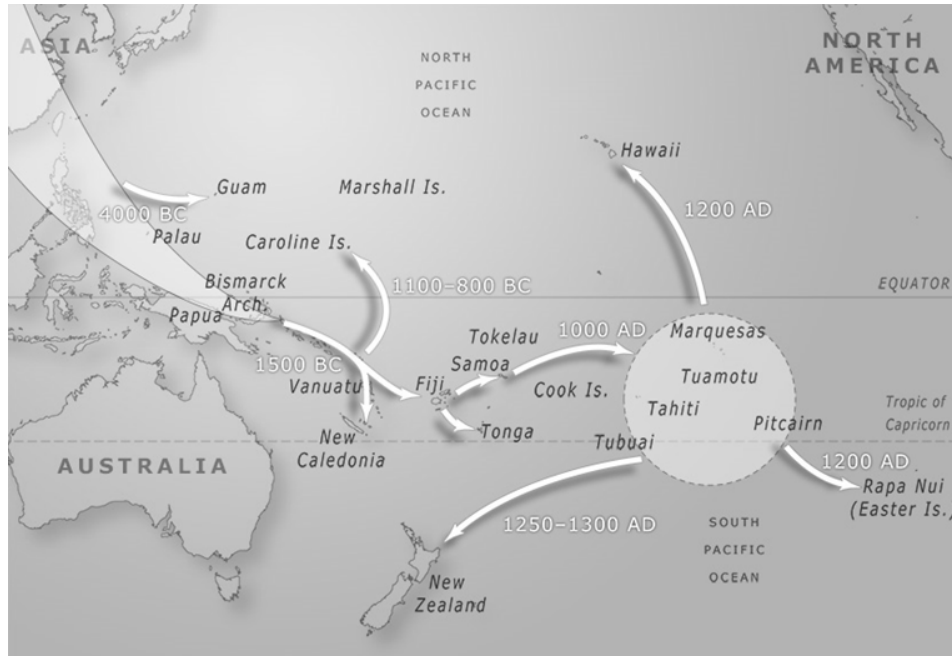 ASIA
NORTH
PACIFIC
OCEAN
NORTH
AMERICA
Hawaii
Guam
Marshall Is.
4000 BC
1200 AD
Palau
Caroline Is.
Bismarck
Arch
1100–800 BC
EQUATOR
Papua
Tokelau
1000 AD
Marquesas
1500 BC
Samoa
Vanuatu
Fiji
Cook Is.
Tuamotu
Tahiti
Tropic of
Capricorn
Pitcairn
New
Caledonia
Tonga
Tubuai
AUSTRALIA
1200 AD
Rapa Nui
(Easter Is.)
1250–1300 AD
SOUTH
PACIFIC
OCEAN
New
Zealand